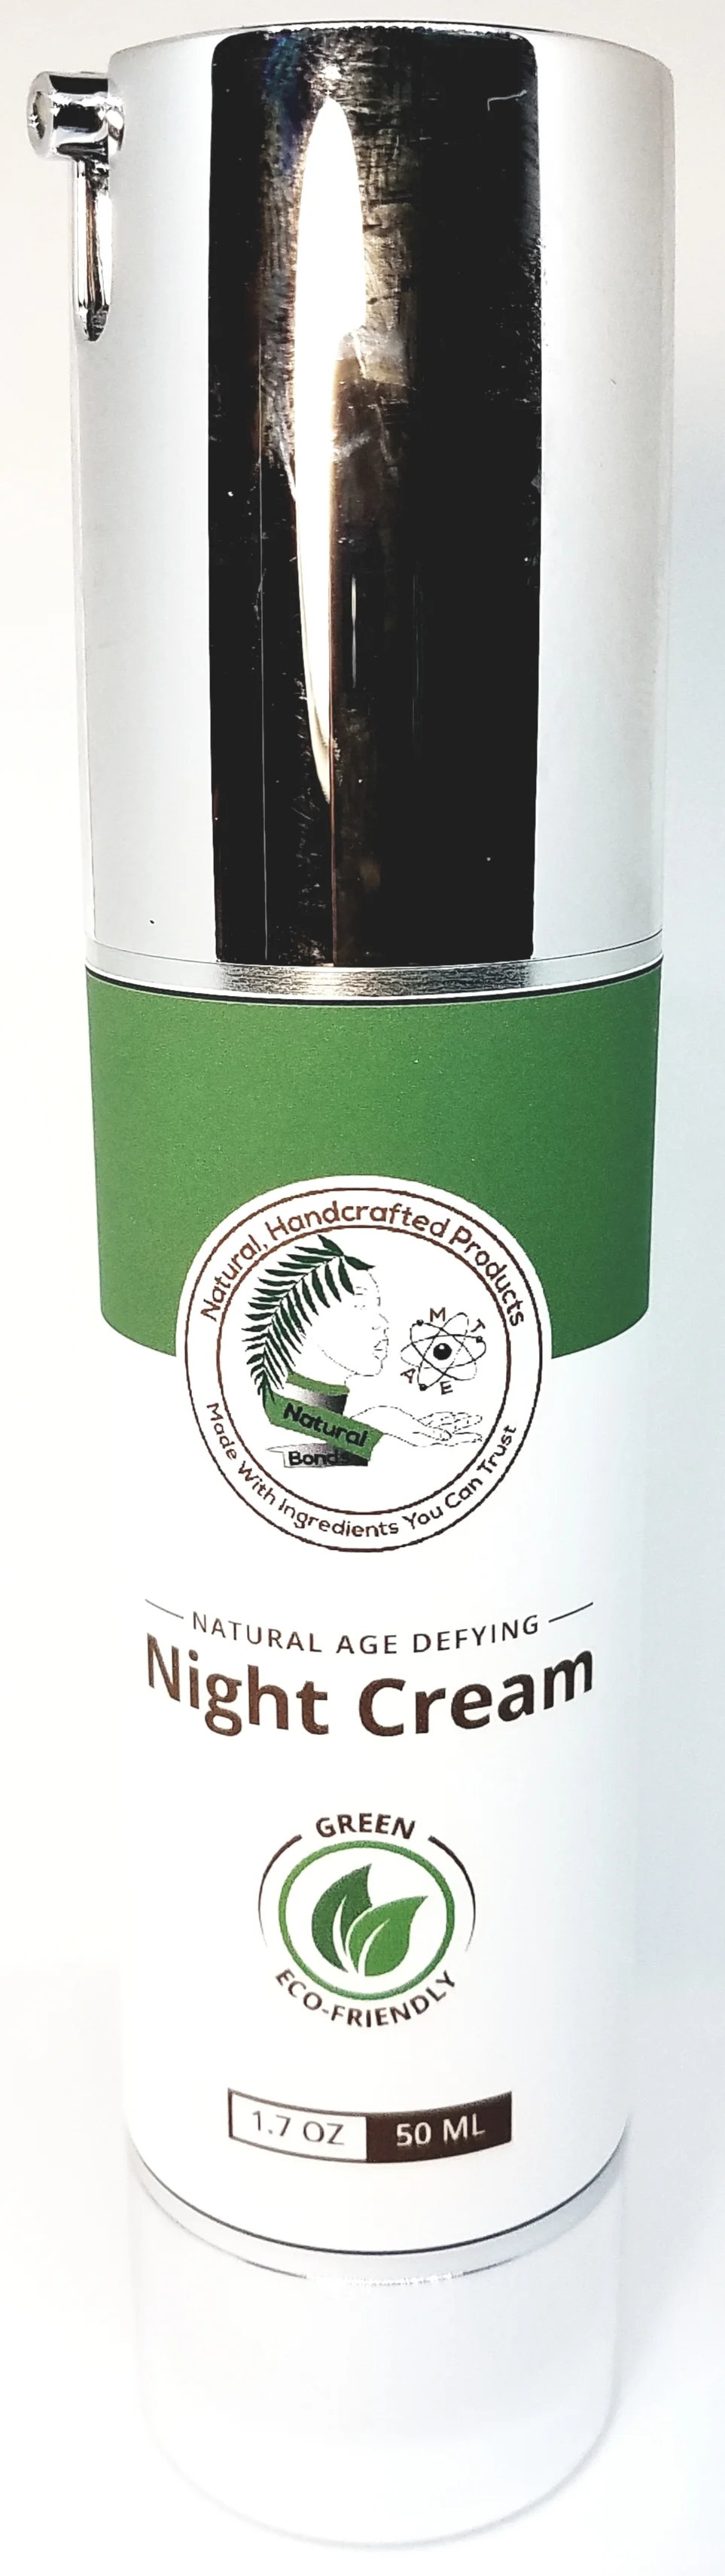 Natural, Handcrafted Products
M T
A E
Natural
Bonds
Made With Ingredients You Can Trust
NATURAL AGE DEFYING
Night Cream
GREEN
ECO-FRIENDLY
1.7 OZ 50 ML